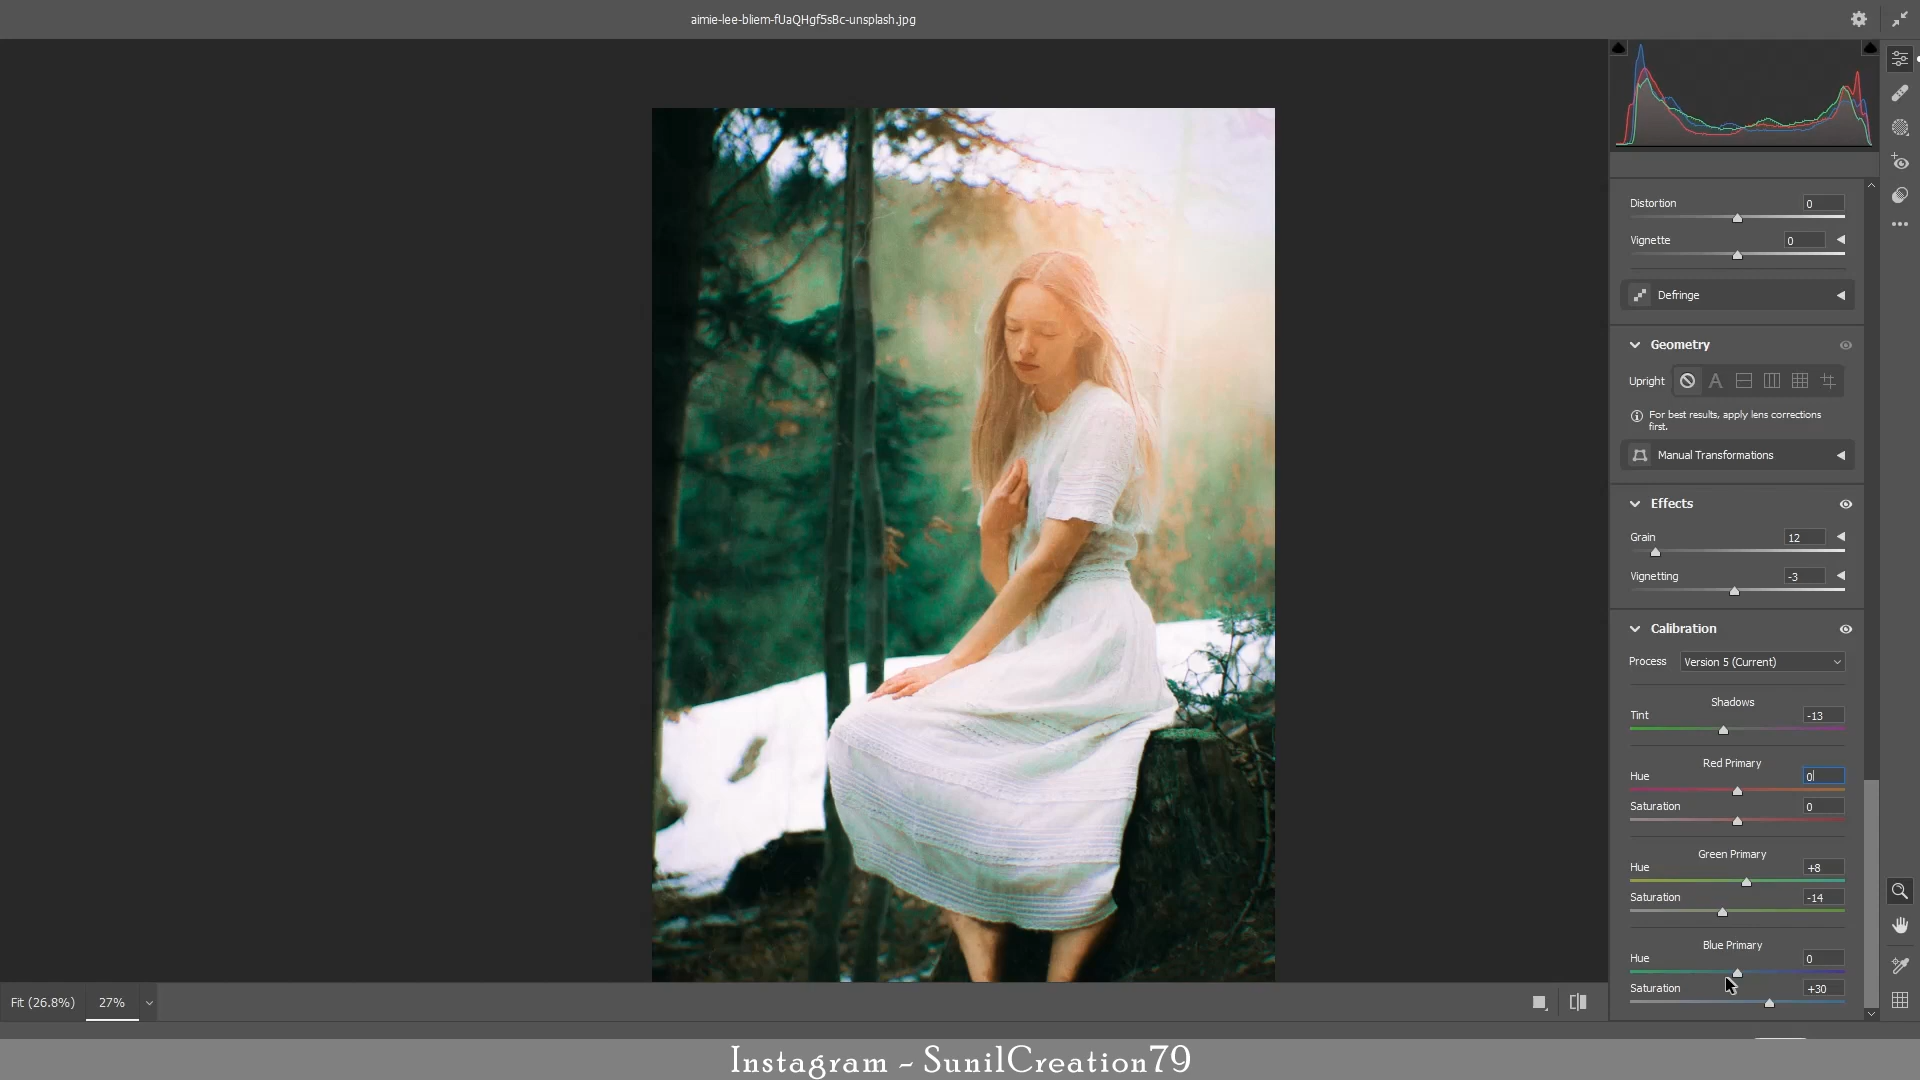 aimie-lee-bliem-fUaQHgf5sBc-unsplash.jpg
Distortion 0
Vignette 0
Defringe
Geometry
Upright A
For best results, apply lens corrections
first.
Manual Transformations
Effects
Grain 12
Vignetting -3
Calibration
Process Version 5 (Current)
Shadows
Tint -13
Red Primary
Hue 0
Saturation 0
Green Primary
Hue +8
Saturation -14
Blue Primary
Hue 0
Saturation +30
Fit (26.8%) 27%
Instagram - SunilCreation79